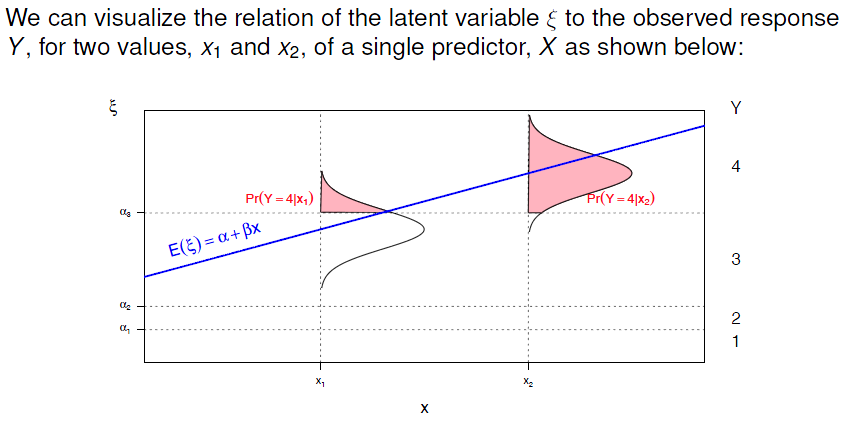 We can visualize the relation of the latent variable ξ to the observed response
Y, for two values, x₁ and x₂, of a single predictor, X as shown below:
ξ
Y
4
Pr(Y = 4|x₁)
Pr(Y = 4|x₂)
α₃
E(ξ) = α + βx
3
α₂
2
α₁
1
x₁
x₂
x